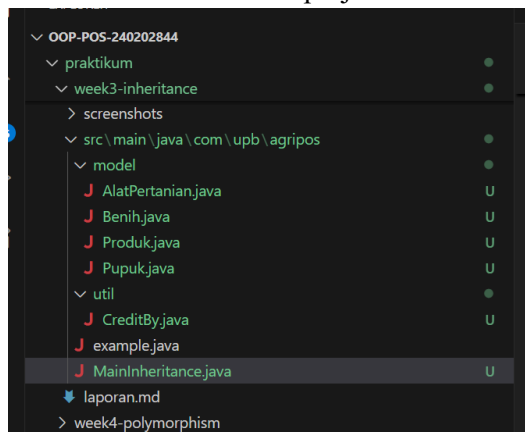 OOP-POS-240202844
praktikum
week3-inheritance
screenshots
src\main\java\com\upb\agripos
model
J AlatPertanian.java U
J Benih.java U
J Produk.java U
J Pupuk.java U
util
J CreditBy.java U
J example.java
J MainInheritance.java U
laporan.md
week4-polymorphism